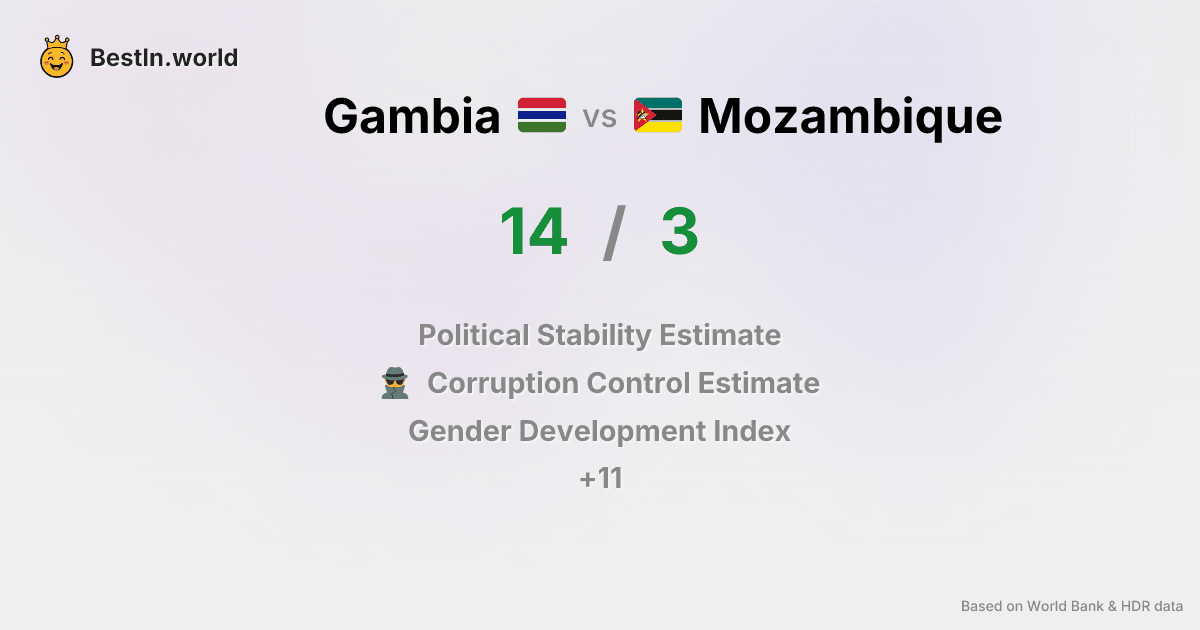 BestIn.world
Gambia vs Mozambique
14 / 3
Political Stability Estimate
Corruption Control Estimate
Gender Development Index
+11
Based on World Bank & HDR data